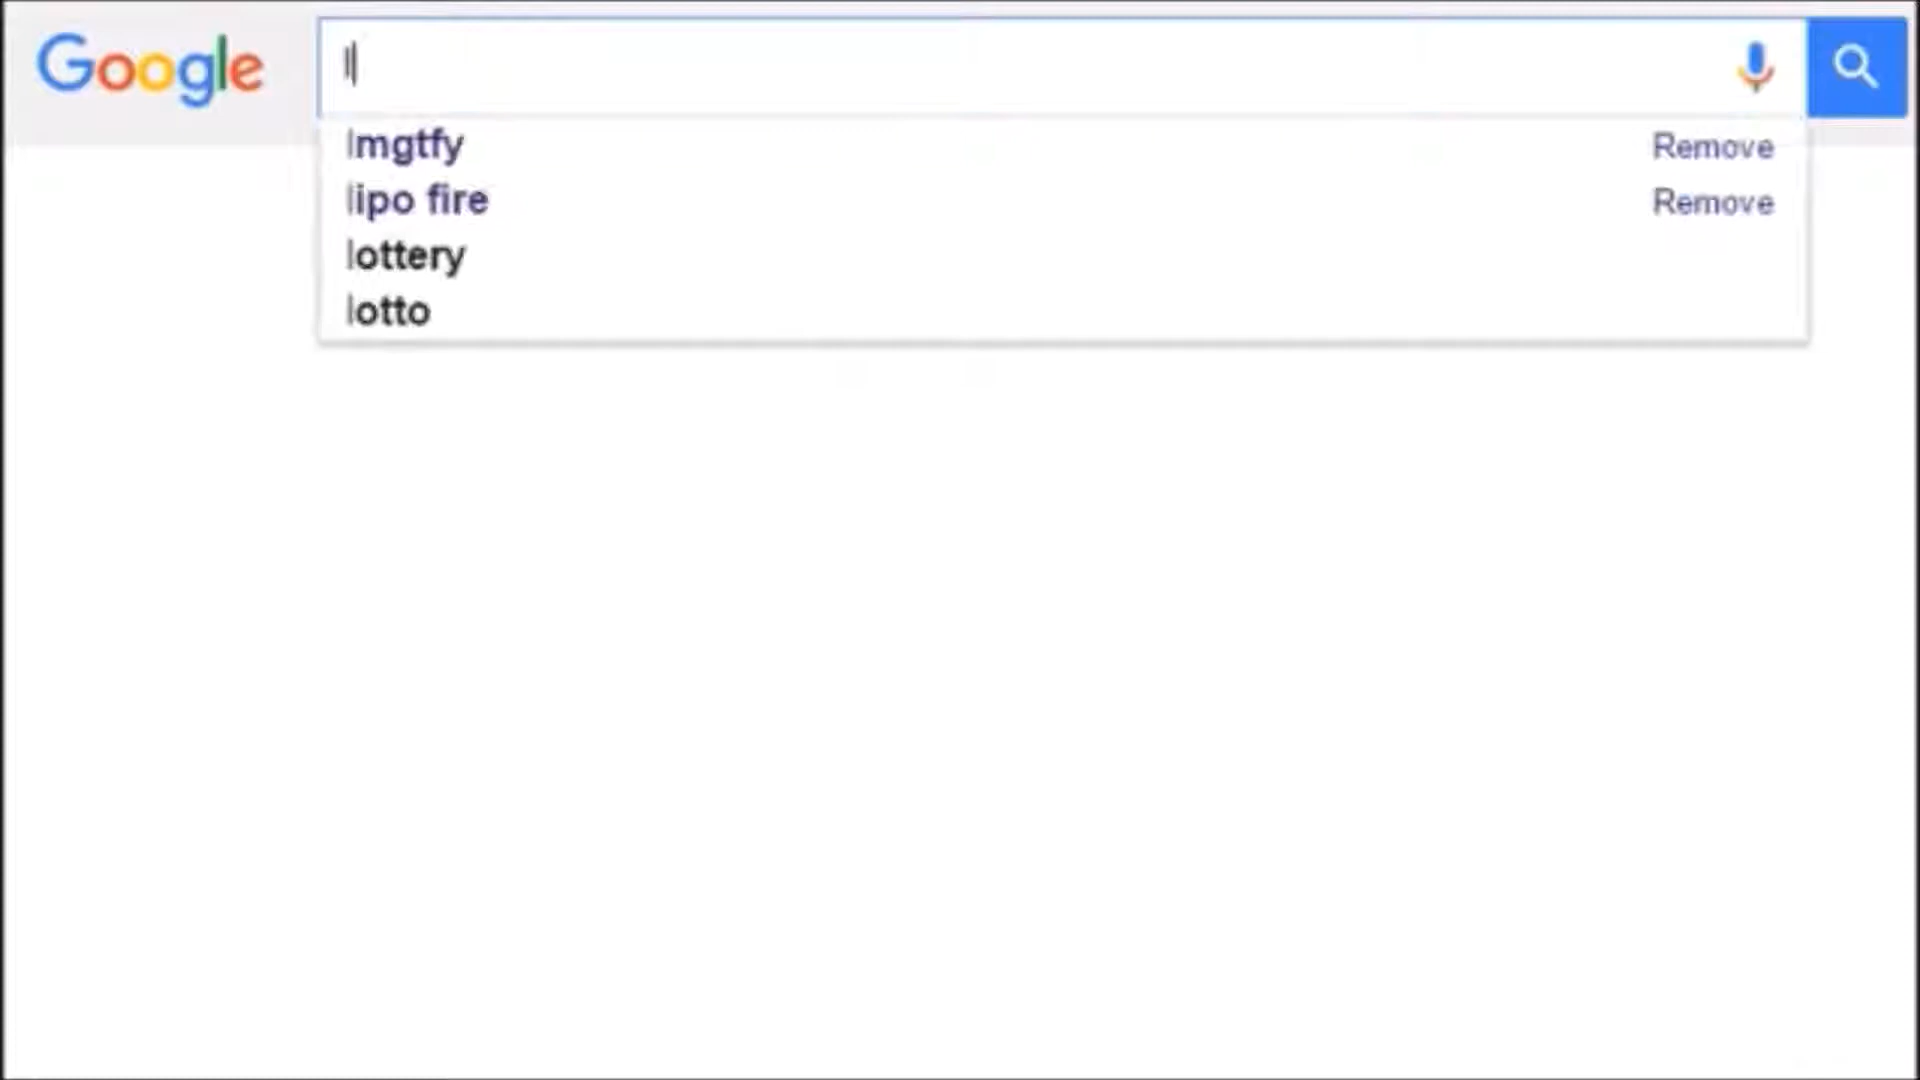 Google
l
lmgtfy Remove
lipo fire Remove
lottery
lotto